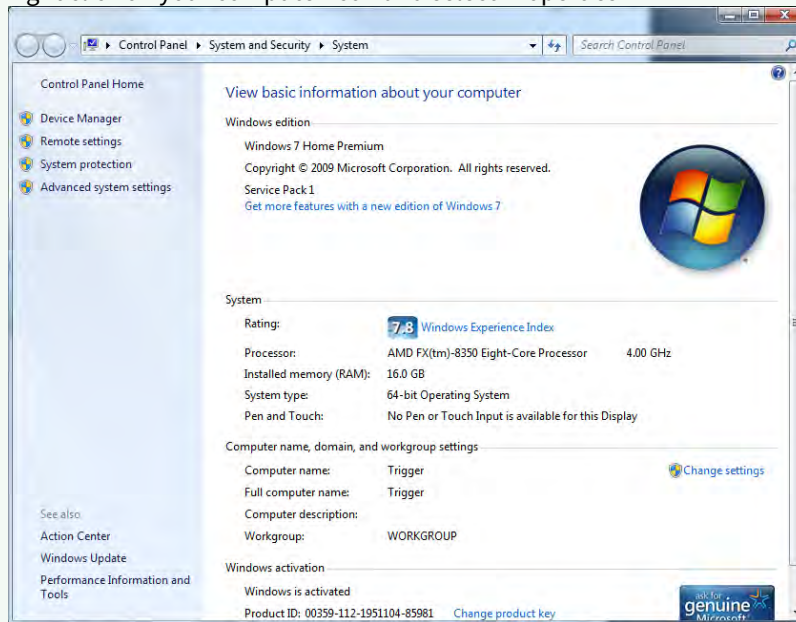 Control Panel ▸ System and Security ▸ System
Search Control Panel
Control Panel Home
Device Manager
Remote settings
System protection
Advanced system settings
See also
Action Center
Windows Update
Performance Information and
Tools
View basic information about your computer
Windows edition
Windows 7 Home Premium
Copyright © 2009 Microsoft Corporation. All rights reserved.
Service Pack 1
Get more features with a new edition of Windows 7
System
Rating: 7.8 Windows Experience Index
Processor: AMD FX(tm)-8350 Eight-Core Processor 4.00 GHz
Installed memory (RAM): 16.0 GB
System type: 64-bit Operating System
Pen and Touch: No Pen or Touch Input is available for this Display
Computer name, domain, and workgroup settings
Computer name: Trigger Change settings
Full computer name: Trigger
Computer description:
Workgroup: WORKGROUP
Windows activation
Windows is activated
Product ID: 00359-112-1951104-85981 Change product key
ask for
genuine
Microsoft